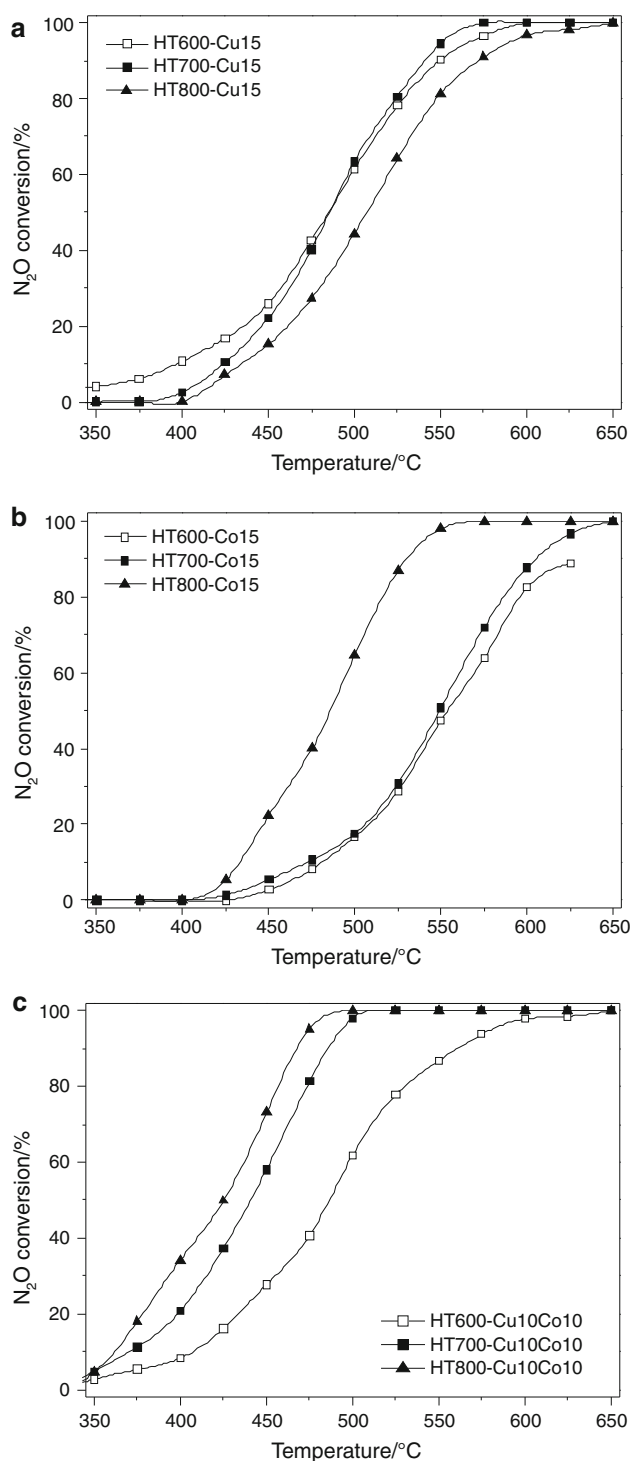 a
HT600-Cu15
HT700-Cu15
HT800-Cu15
N₂O conversion/%
100
80
60
40
20
0
350 400 450 500 550 600 650
Temperature/°C
b
HT600-Co15
HT700-Co15
HT800-Co15
N₂O conversion/%
100
80
60
40
20
0
350 400 450 500 550 600 650
Temperature/°C
c
N₂O conversion/%
100
80
60
40
20
0
HT600-Cu10Co10
HT700-Cu10Co10
HT800-Cu10Co10
350 400 450 500 550 600 650
Temperature/°C